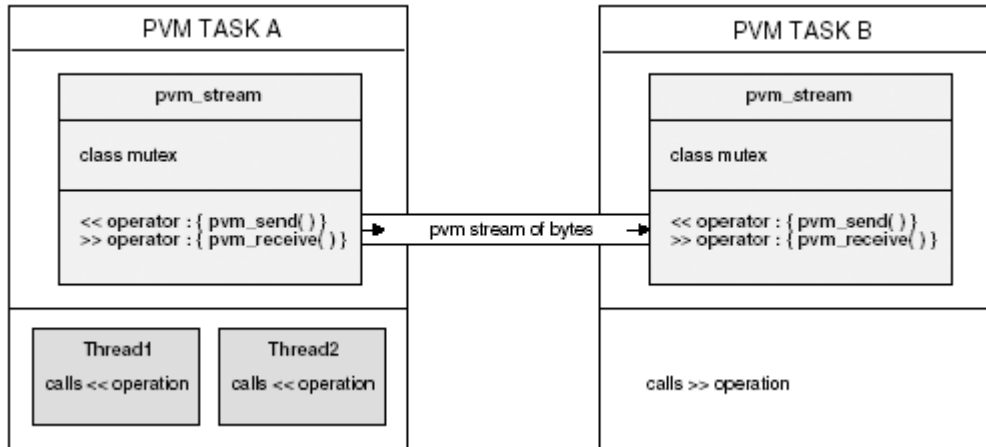 PVM TASK A
pvm_stream
class mutex
<< operator : { pvm_send( ) }
>> operator : { pvm_receive( ) }
Thread1
calls << operation
Thread2
calls << operation
pvm stream of bytes
PVM TASK B
pvm_stream
class mutex
<< operator : { pvm_send( ) }
>> operator : { pvm_receive( ) }
calls >> operation